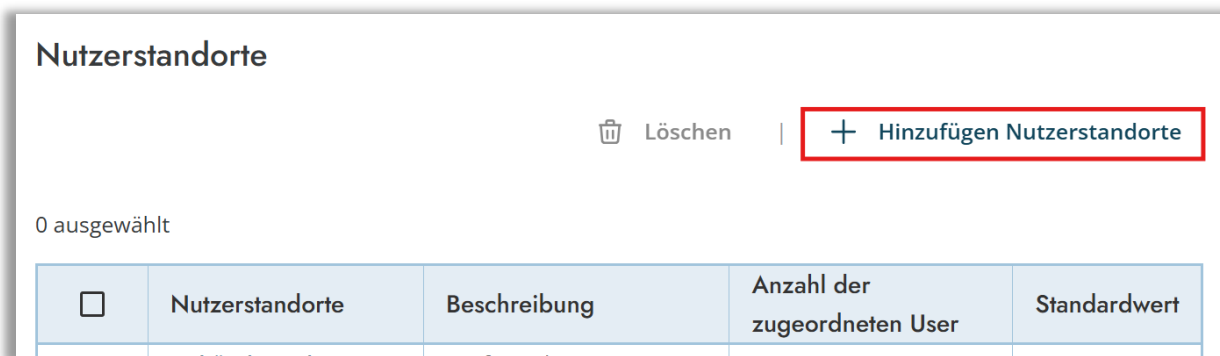 Nutzerstandorte
Löschen | + Hinzufügen Nutzerstandorte
0 ausgewählt
Nutzerstandorte Beschreibung Anzahl der zugeordneten User Standardwert